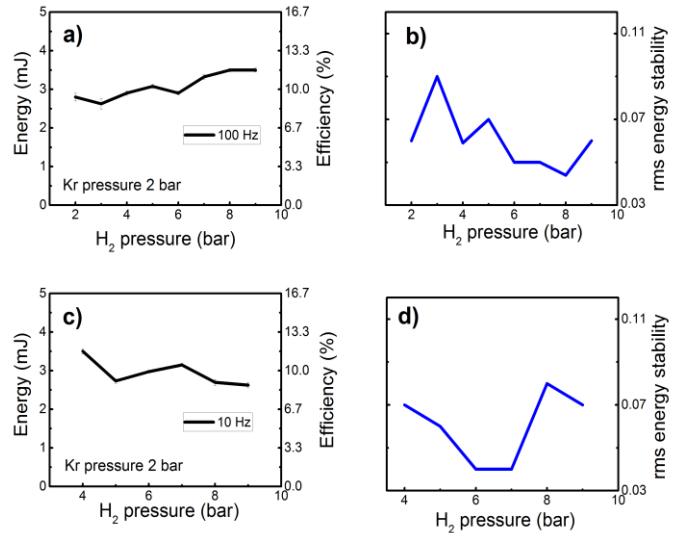 a)
Energy (mJ)
5
4
3
2
1
0
16.7
13.3
10.0
6.7
3.3
0.0
Efficiency (%)
100 Hz
Kr pressure 2 bar
2 4 6 8 10
H₂ pressure (bar)
b)
0.11
0.07
0.03
rms energy stability
2 4 6 8 10
H₂ pressure (bar)
c)
Energy (mJ)
5
4
3
2
1
0
16.7
13.3
10.0
6.7
3.3
0.0
Efficiency (%)
10 Hz
Kr pressure 2 bar
4 6 8 10
H₂ pressure (bar)
d)
0.11
0.07
0.03
rms energy stability
4 6 8 10
H₂ pressure (bar)